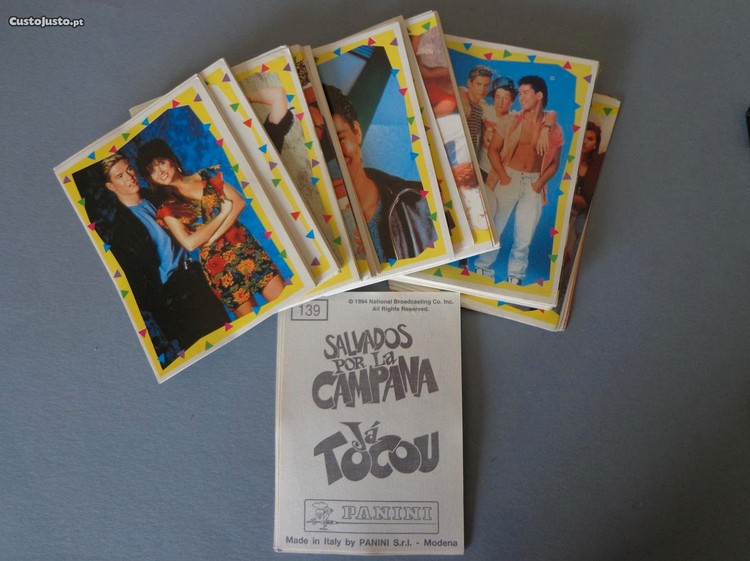 CustoJusto.pt
139
© 1994 National Broadcasting Co. Inc.
All Rights Reserved.
SALVADOS
POR LA
CAMPANA
Já
TOCOU
PANINI
Made in Italy by PANINI S.r.l. - Modena